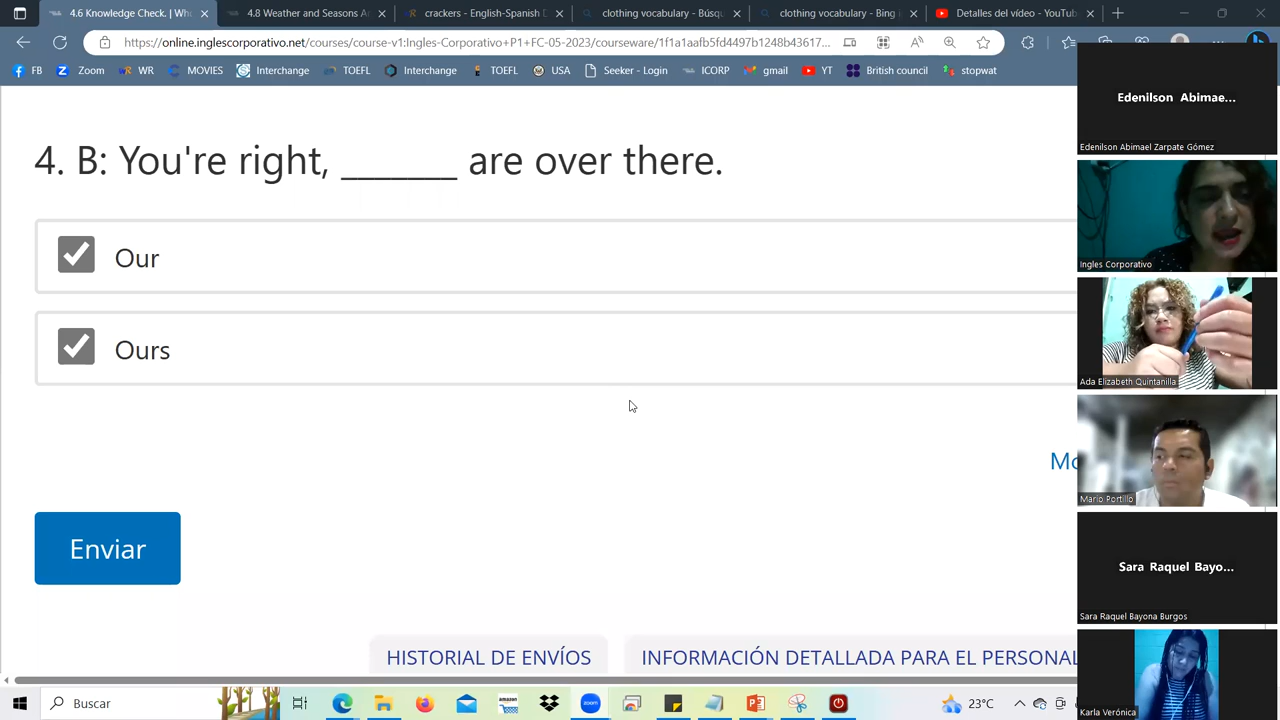 4.6 Knowledge Check. | Who
4.8 Weather and Seasons A
crackers - English-Spanish D
clothing vocabulary - Búsqu
clothing vocabulary - Bing i
Detalles del vídeo - YouTub
https://online.inglescorporativo.net/courses/course-v1:Ingles-Corporativo+P1+FC-05-2023/courseware/1f1a1aafb5fd4497b1248b43617...
FB
Zoom
WR
MOVIES
Interchange
TOEFL
Interchange
TOEFL
USA
Seeker - Login
ICORP
gmail
YT
British council
stopwat
4. B: You're right, _______ are over there.
Our
Ours
Mo
Enviar
HISTORIAL DE ENVÍOS
INFORMACIÓN DETALLADA PARA EL PERSONAL
Edenilson Abimae...
Edenilson Abimael Zarpate Gómez
Ingles Corporativo
Ada Elizabeth Quintanilla
Mario Portillo
Sara Raquel Bayo...
Sara Raquel Bayona Burgos
Karla Verónica
Buscar
23°C